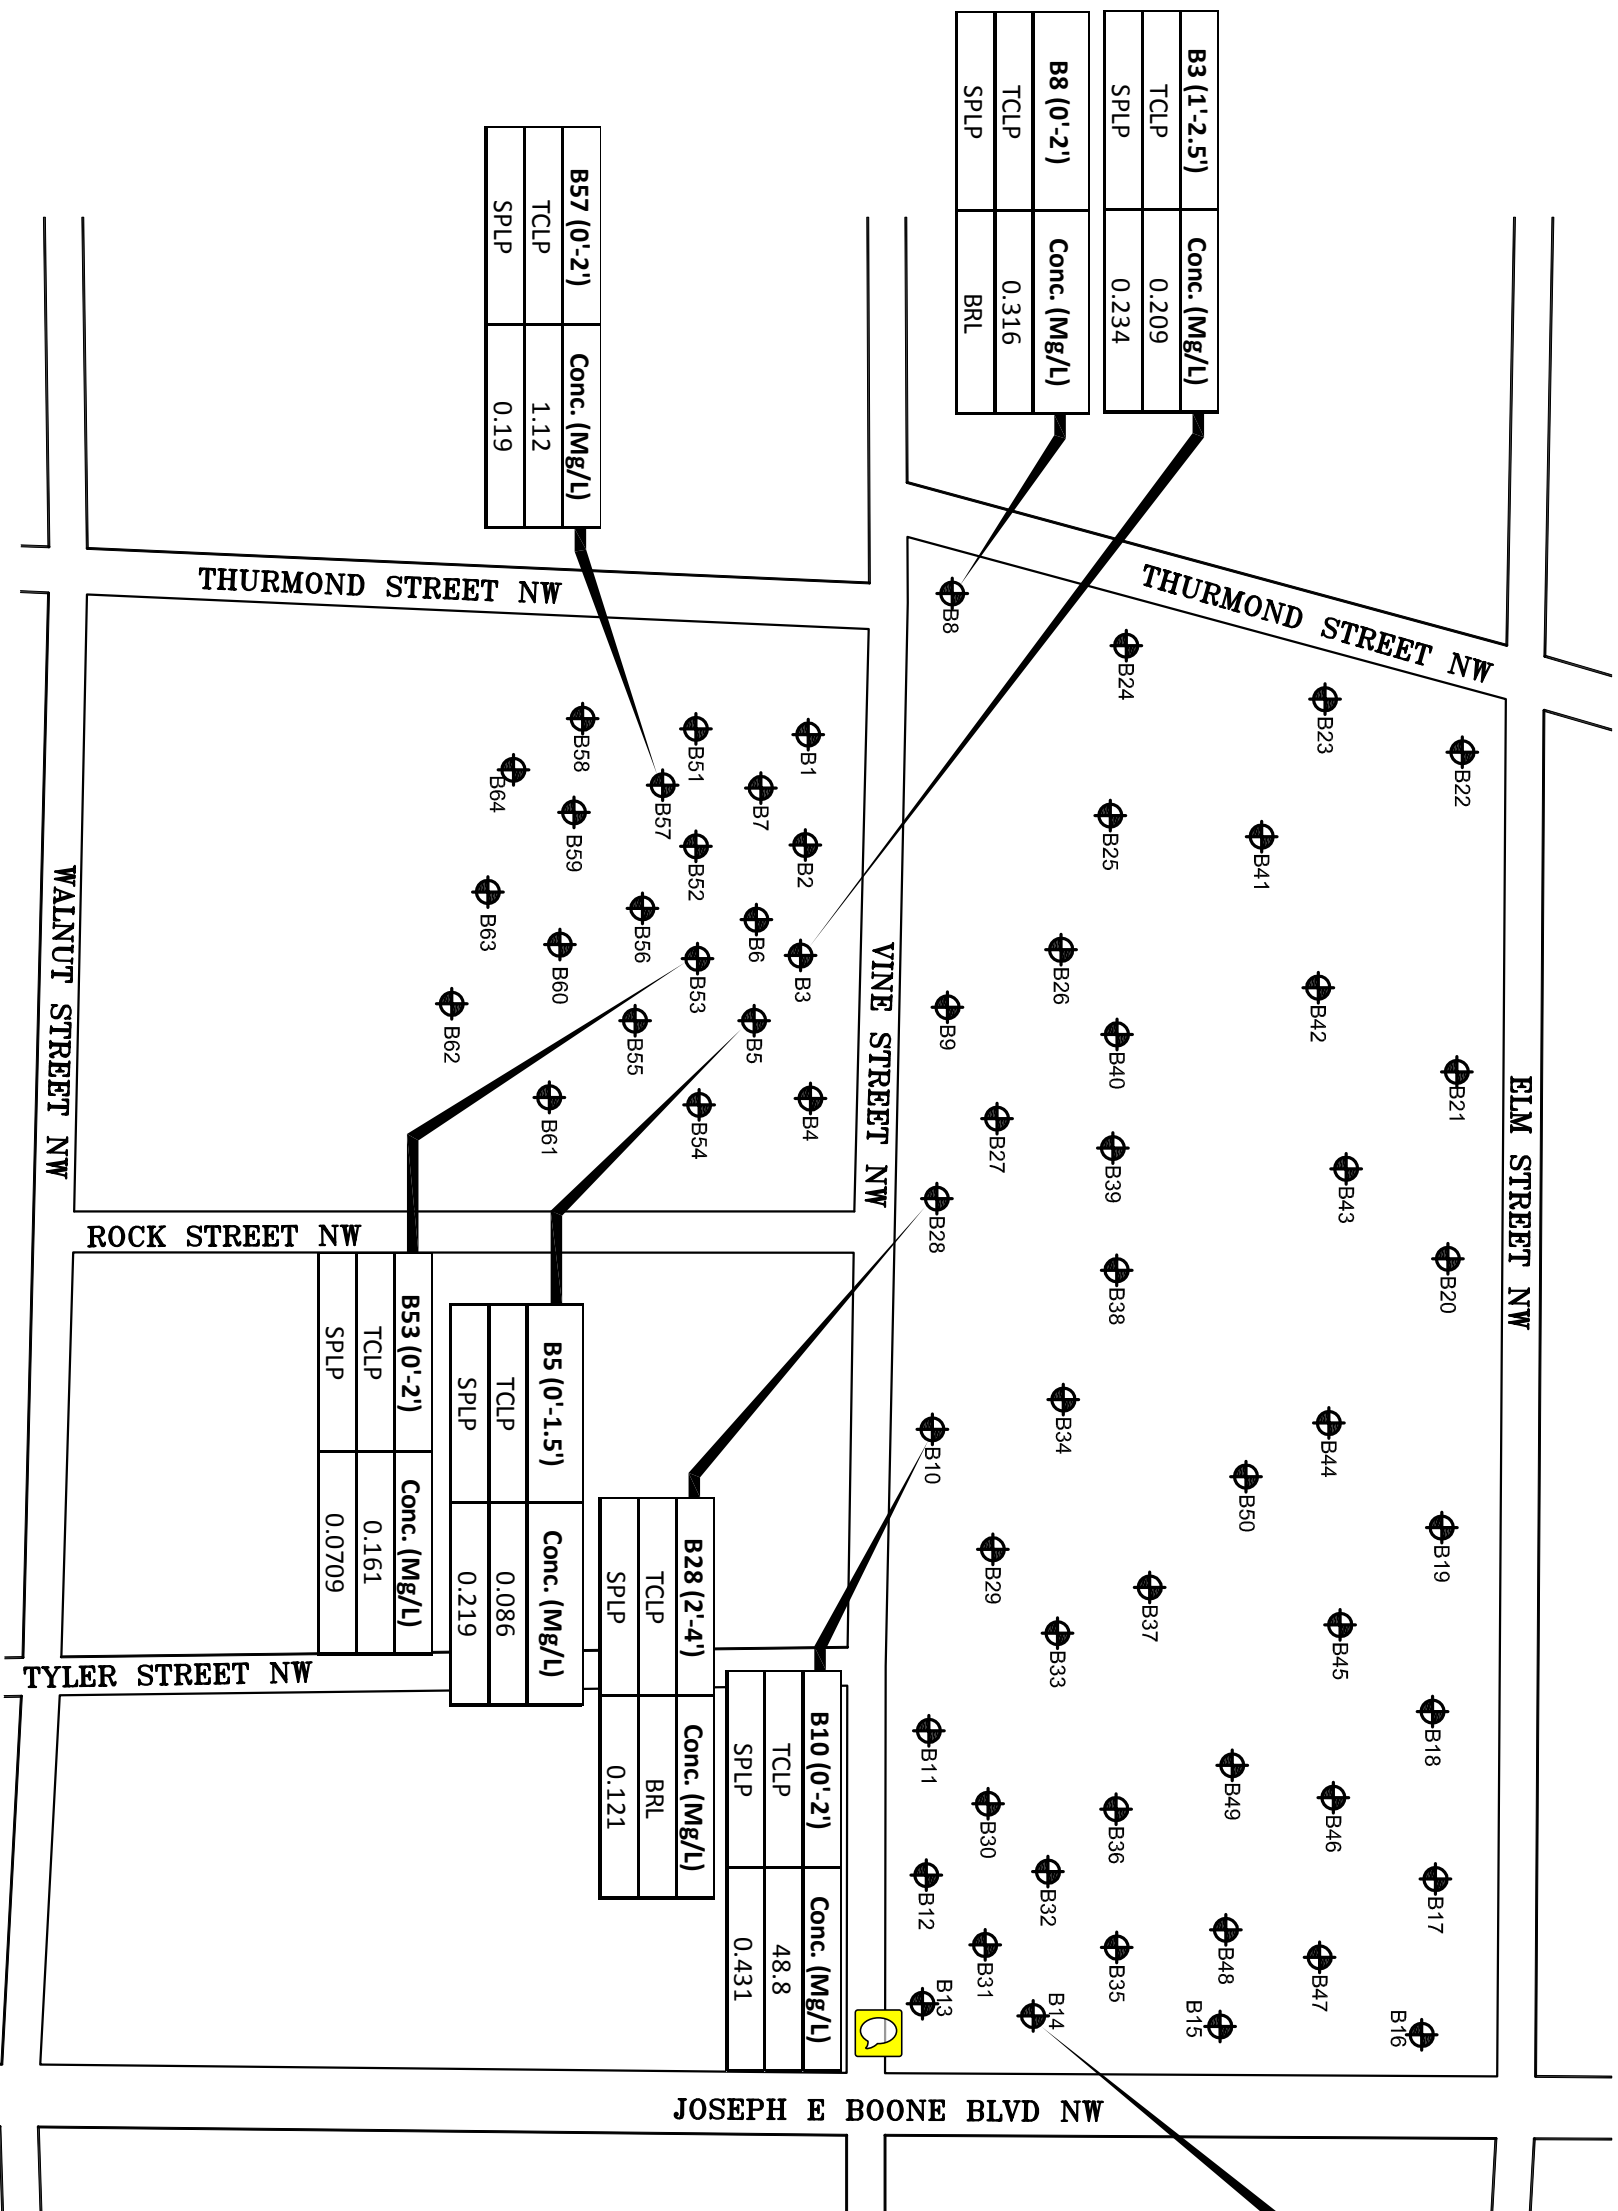 B3 (1'-2.5') Conc. (Mg/L)
TCLP 0.209
SPLP 0.234
B8 (0'-2') Conc. (Mg/L)
TCLP 0.316
SPLP BRL
B57 (0'-2') Conc. (Mg/L)
TCLP 1.12
SPLP 0.19
THURMOND STREET NW
THURMOND STREET NW
B8
B24
B23
B22
B58
B51
B1
B64
B57
B7
B59
B52
B2
B25
B41
B63
B56
B6
B60
B53
B3
B26
B42
B62
B55
B5
B9
B40
B21
B61
B54
B4
B27
B39
B43
B28
B38
B20
WALNUT STREET NW
VINE STREET NW
ELM STREET NW
ROCK STREET NW
B53 (0'-2') Conc. (Mg/L)
TCLP 0.161
SPLP 0.0709
B5 (0'-1.5') Conc. (Mg/L)
TCLP 0.086
SPLP 0.219
B28 (2'-4') Conc. (Mg/L)
TCLP BRL
SPLP 0.121
B10 (0'-2') Conc. (Mg/L)
TCLP 48.8
SPLP 0.431
B10
B34
B44
B50
B29
B19
B37
B33
B45
TYLER STREET NW
B11
B18
B49
B30
B36
B46
B12
B32
B17
B31
B35
B48
B47
B13
B14
B15
B16
JOSEPH E BOONE BLVD NW